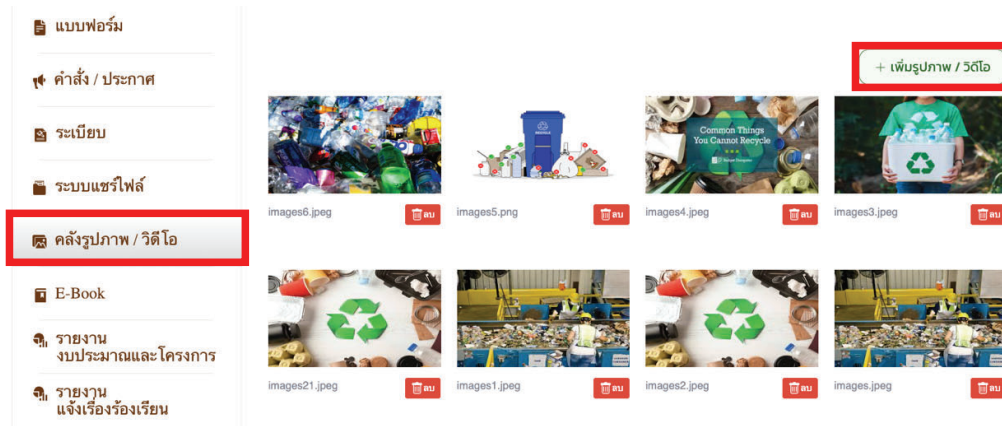 แบบฟอร์ม
คำสั่ง / ประกาศ
ระเบียบ
ระบบแชร์ไฟล์
คลังรูปภาพ / วิดีโอ
E-Book
รายงาน
งบประมาณและโครงการ
รายงาน
แจ้งเรื่องร้องเรียน
+ เพิ่มรูปภาพ / วิดีโอ
RECYCLE
Common Things
You Cannot Recycle
images6.jpeg ลบ
images5.png ลบ
images4.jpeg ลบ
images3.jpeg ลบ
images21.jpeg ลบ
images1.jpeg ลบ
images2.jpeg ลบ
images.jpeg ลบ